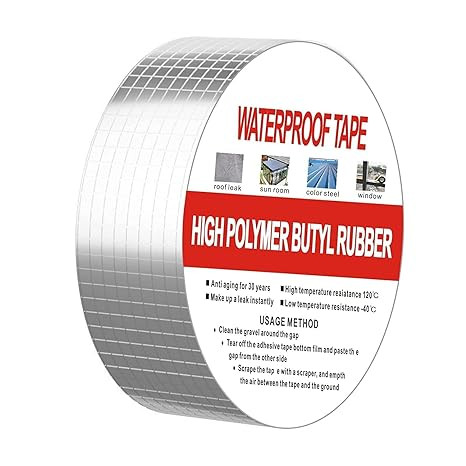 WATERPROOF TAPE
roof leak sun room color steel window
HIGH POLYMER BUTYL RUBBER
■ Anti aging for 30 years ■ High temperature reaiatance 120℃
■ Make up a leak instantly ■ Low temperature resistance -40℃
USAGE METHOD
• Clean the gravel around the gap
• Tear off the adhesive tape bottom film and paste th e
gap from the other side
• Scrape the tap e with a scraper, and empth
the air between the tape and the ground